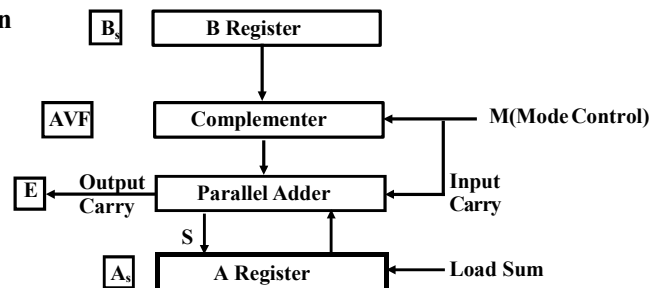 n
Bs B Register
AVF Complementer M(Mode Control)
E Output Carry Parallel Adder Input Carry
S
As A Register Load Sum